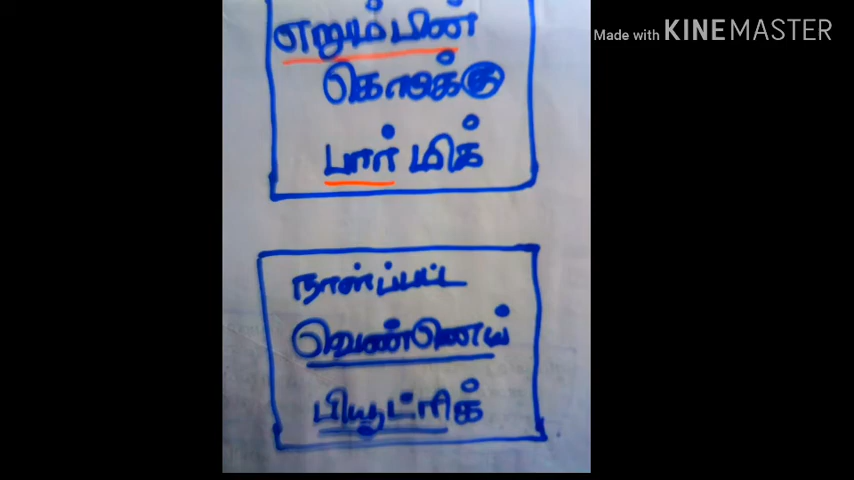 Made with KINEMASTER
எறும்பின்
கொடுக்கு
பார் மிக்
நாள்ப்பட்ட
வெண்ணெய்
பியூட்ரிக்